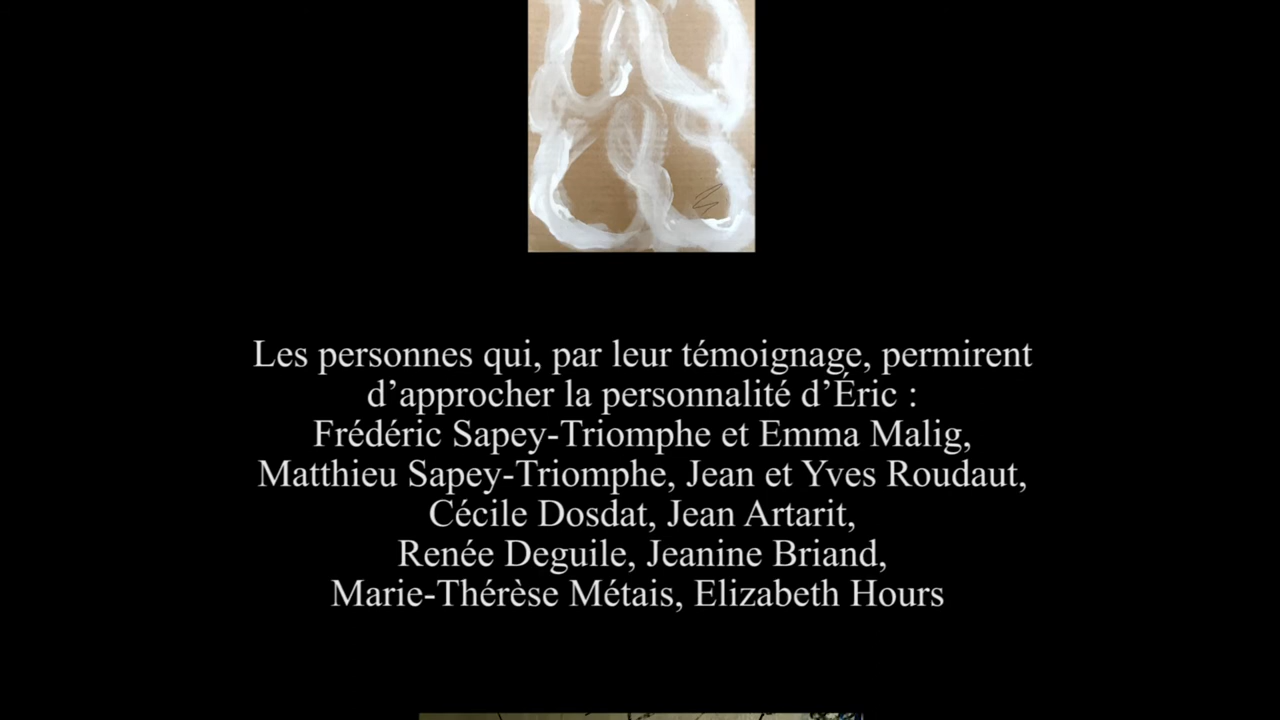 Les personnes qui, par leur témoignage, permirent
d’approcher la personnalité d’Éric :
Frédéric Sapey-Triomphe et Emma Malig,
Matthieu Sapey-Triomphe, Jean et Yves Roudaut,
Cécile Dosdat, Jean Artarit,
Renée Deguile, Jeanine Briand,
Marie-Thérèse Métais, Elizabeth Hours